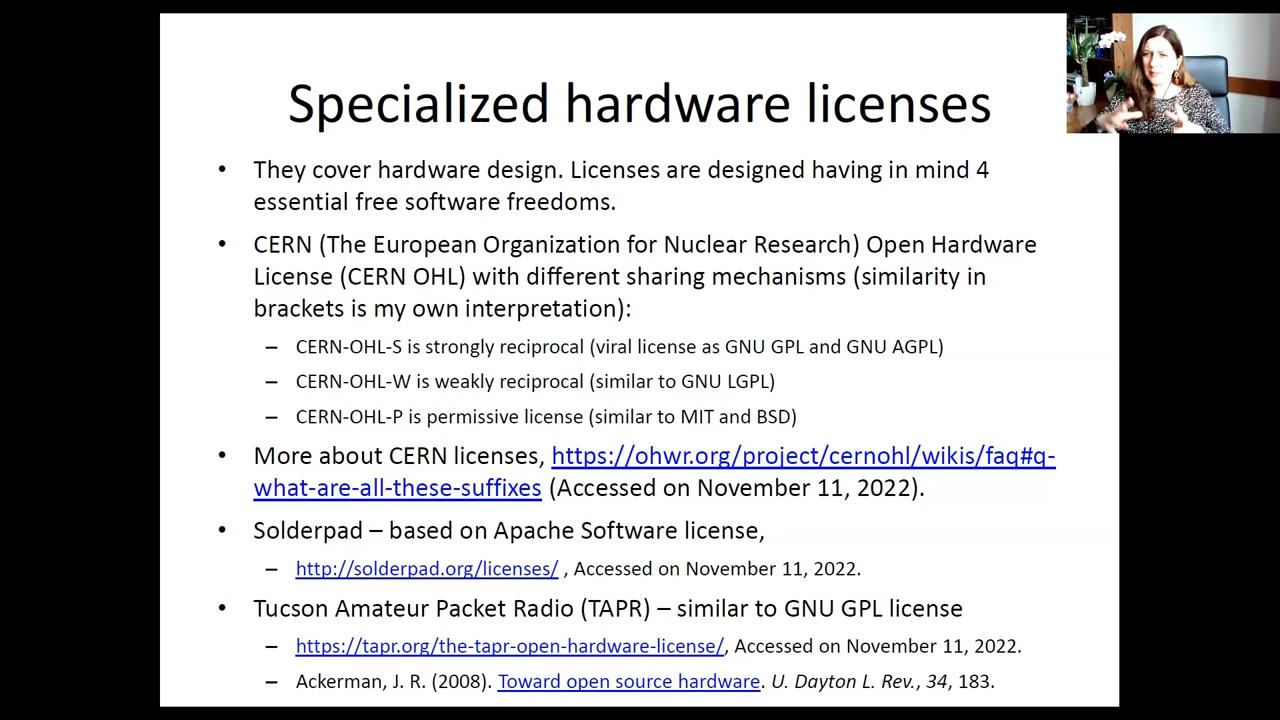 Specialized hardware licenses
• They cover hardware design. Licenses are designed having in mind 4
essential free software freedoms.
• CERN (The European Organization for Nuclear Research) Open Hardware
License (CERN OHL) with different sharing mechanisms (similarity in
brackets is my own interpretation):
– CERN-OHL-S is strongly reciprocal (viral license as GNU GPL and GNU AGPL)
– CERN-OHL-W is weakly reciprocal (similar to GNU LGPL)
– CERN-OHL-P is permissive license (similar to MIT and BSD)
• More about CERN licenses, https://ohwr.org/project/cernohl/wikis/faq#q-
what-are-all-these-suffixes (Accessed on November 11, 2022).
• Solderpad – based on Apache Software license,
– http://solderpad.org/licenses/ , Accessed on November 11, 2022.
• Tucson Amateur Packet Radio (TAPR) – similar to GNU GPL license
– https://tapr.org/the-tapr-open-hardware-license/, Accessed on November 11, 2022.
– Ackerman, J. R. (2008). Toward open source hardware. U. Dayton L. Rev., 34, 183.